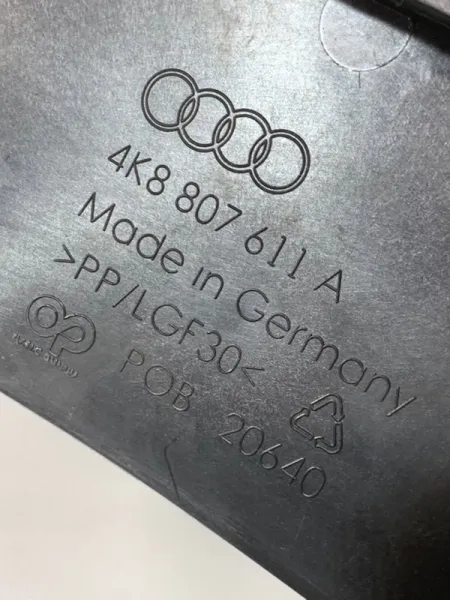 4K8 807 611 A
Made in Germany
>PP/LGF30<
POB 20640